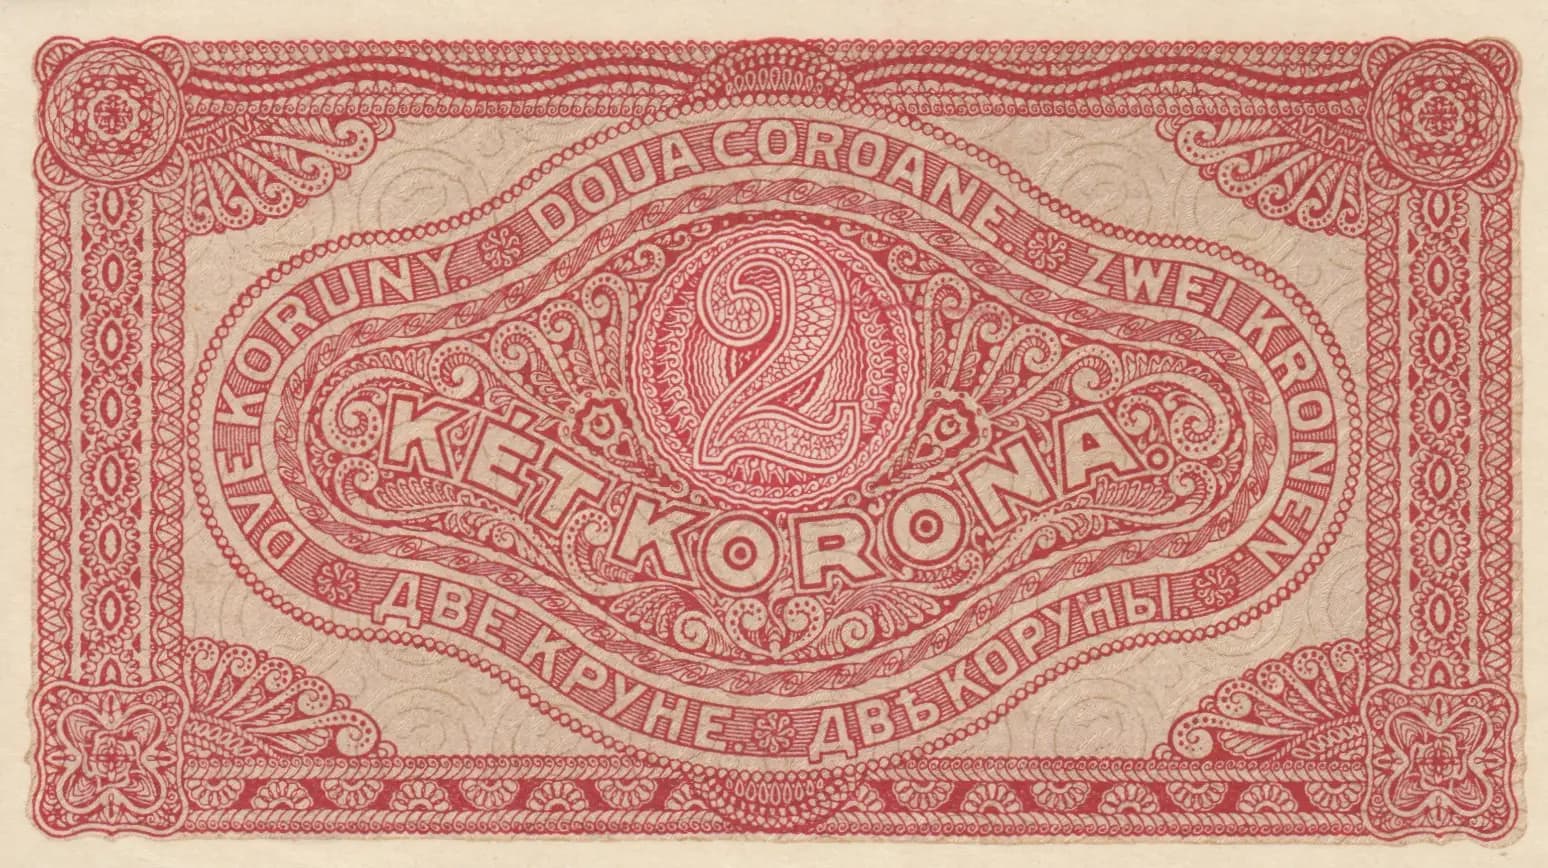 DVE KORUNY
DOUA COROANE.
ZWEI KRONEN
2
KÉT KORONA.
ДВЕ КРУНЕ.
ДВѢ КОРУНЫ.